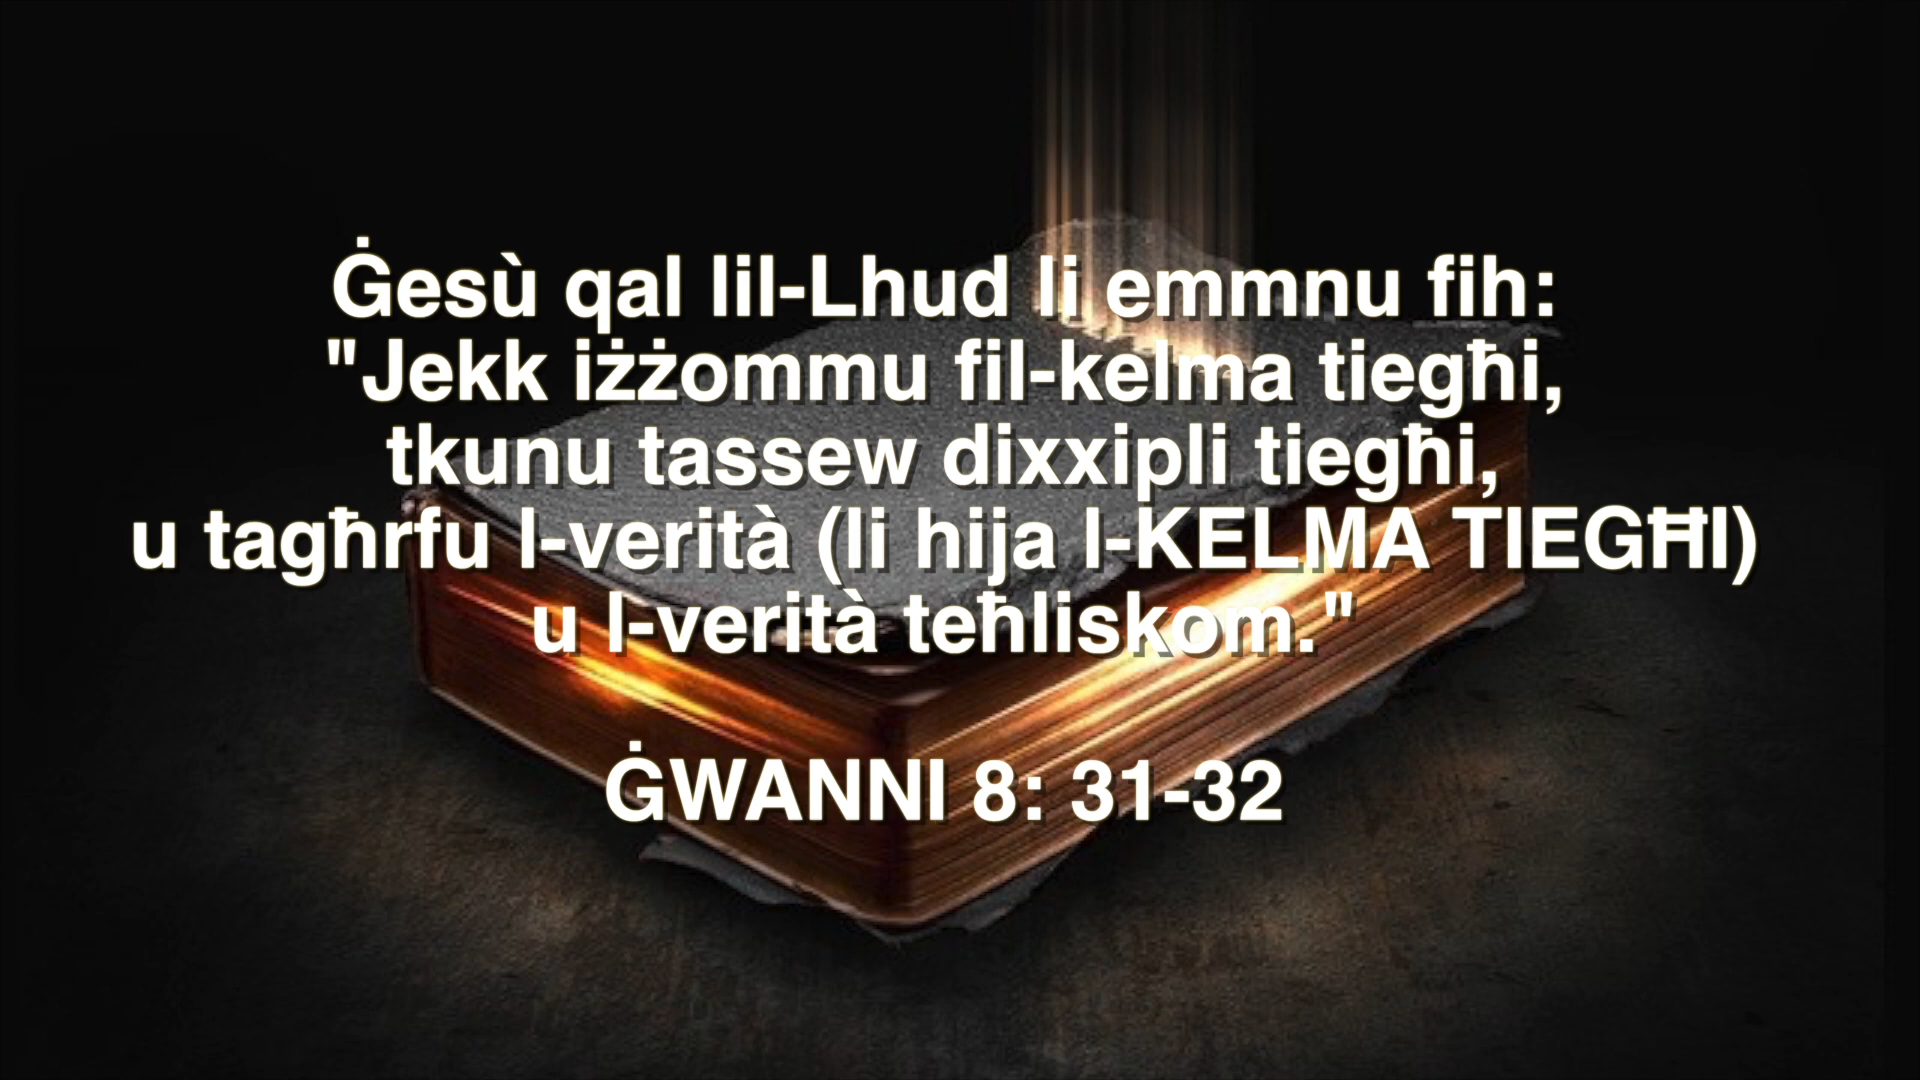 Ġesù qal lil-Lhud li emmnu fih:
"Jekk iżżommu fil-kelma tiegħi,
tkunu tassew dixxipli tiegħi,
u tagħrfu l-verità (li hija l-KELMA TIEGĦI)
u l-verità teħliskom."
ĠWANNI 8: 31-32